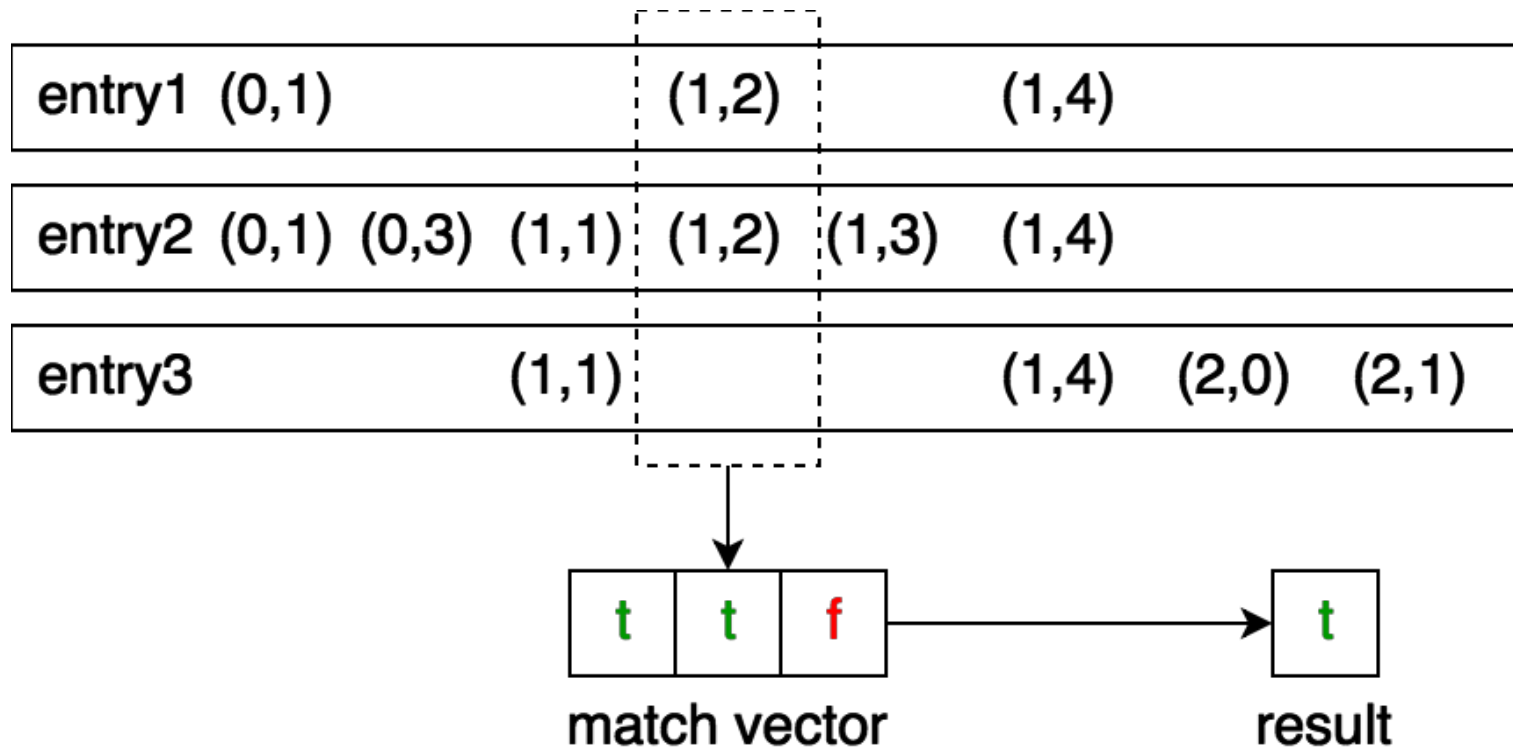 entry1 (0,1) (1,2) (1,4)
entry2 (0,1) (0,3) (1,1) (1,2) (1,3) (1,4)
entry3 (1,1) (1,4) (2,0) (2,1)
t t f t
match vector result